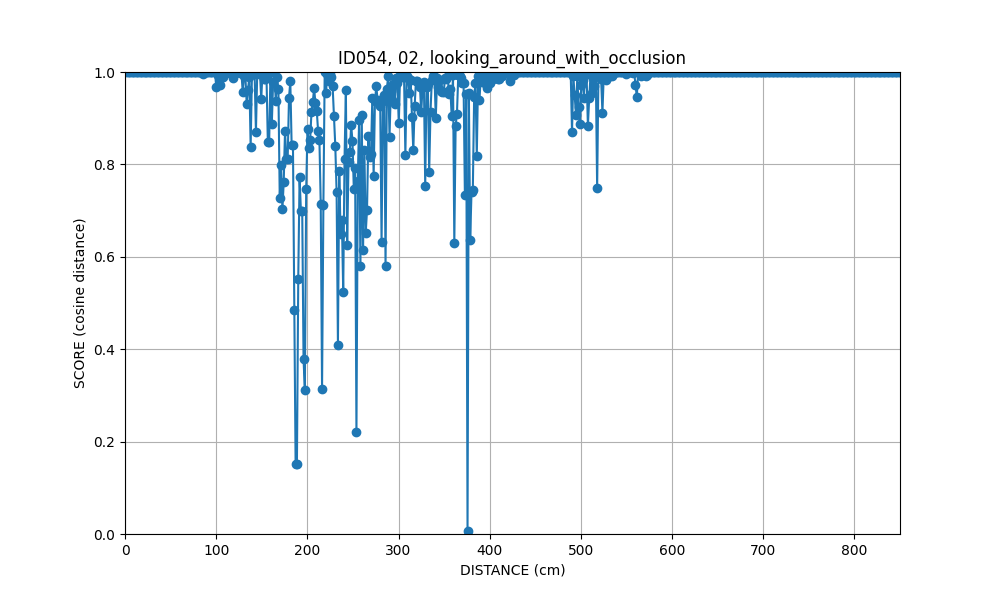 ID054, 02, looking_around_with_occlusion
1.0
0.8
0.6
0.4
0.2
0.0
SCORE (cosine distance)
0 100 200 300 400 500 600 700 800
DISTANCE (cm)